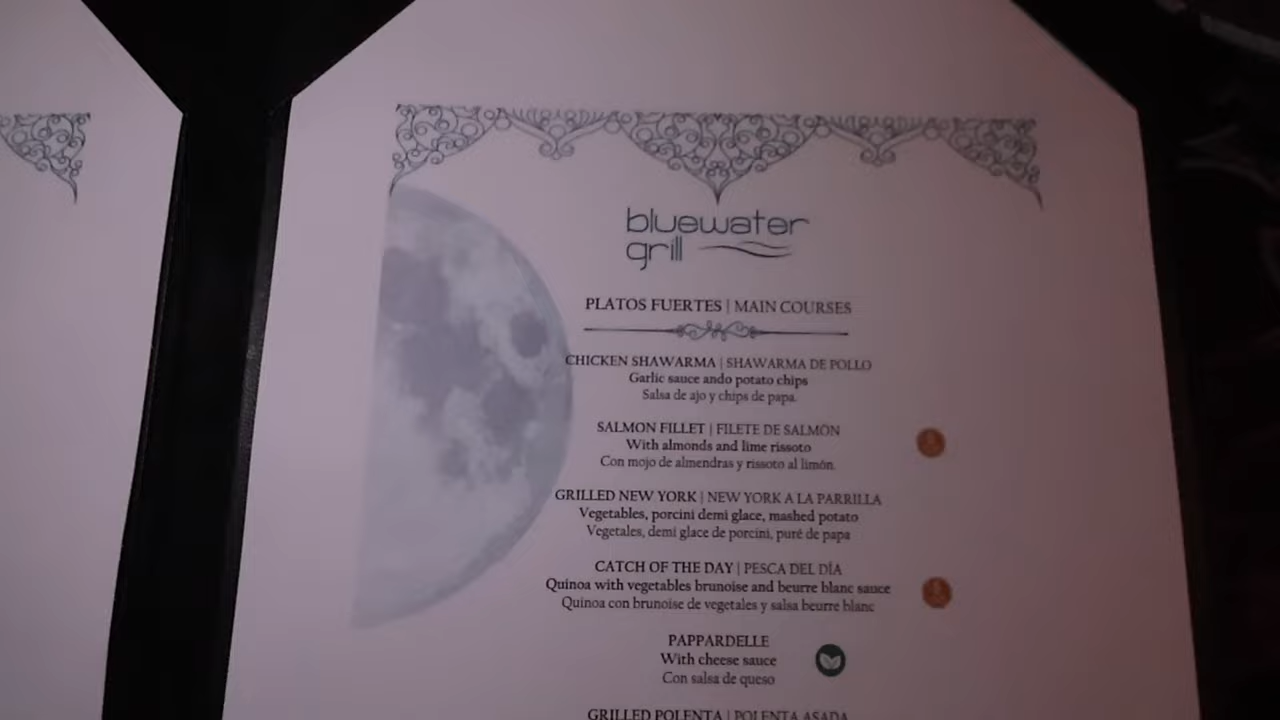 bluewater
grill
PLATOS FUERTES | MAIN COURSES
CHICKEN SHAWARMA | SHAWARMA DE POLLO
Garlic sauce ando potato chips
Salsa de ajo y chips de papa.
SALMON FILLET | FILETE DE SALMÓN
With almonds and lime rissoto
Con mojo de almendras y rissoto al limón.
GRILLED NEW YORK | NEW YORK A LA PARRILLA
Vegetables, porcini demi glace, mashed potato
Vegetales, demi glace de porcini, puré de papa
CATCH OF THE DAY | PESCA DEL DÍA
Quinoa with vegetables brunoise and beurre blanc sauce
Quinoa con brunoise de vegetales y salsa beurre blanc
PAPPARDELLE
With cheese sauce
Con salsa de queso
GRILLED POLENTA | POLENTA ASADA